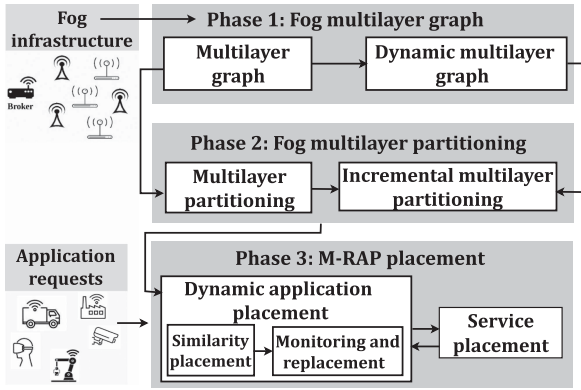 Fog
infrastructure
Broker
Phase 1: Fog multilayer graph
Multilayer
graph
Dynamic multilayer
graph
Phase 2: Fog multilayer partitioning
Multilayer
partitioning
Incremental multilayer
partitioning
Application
requests
Phase 3: M-RAP placement
Dynamic application
placement
Similarity
placement
Monitoring and
replacement
Service
placement